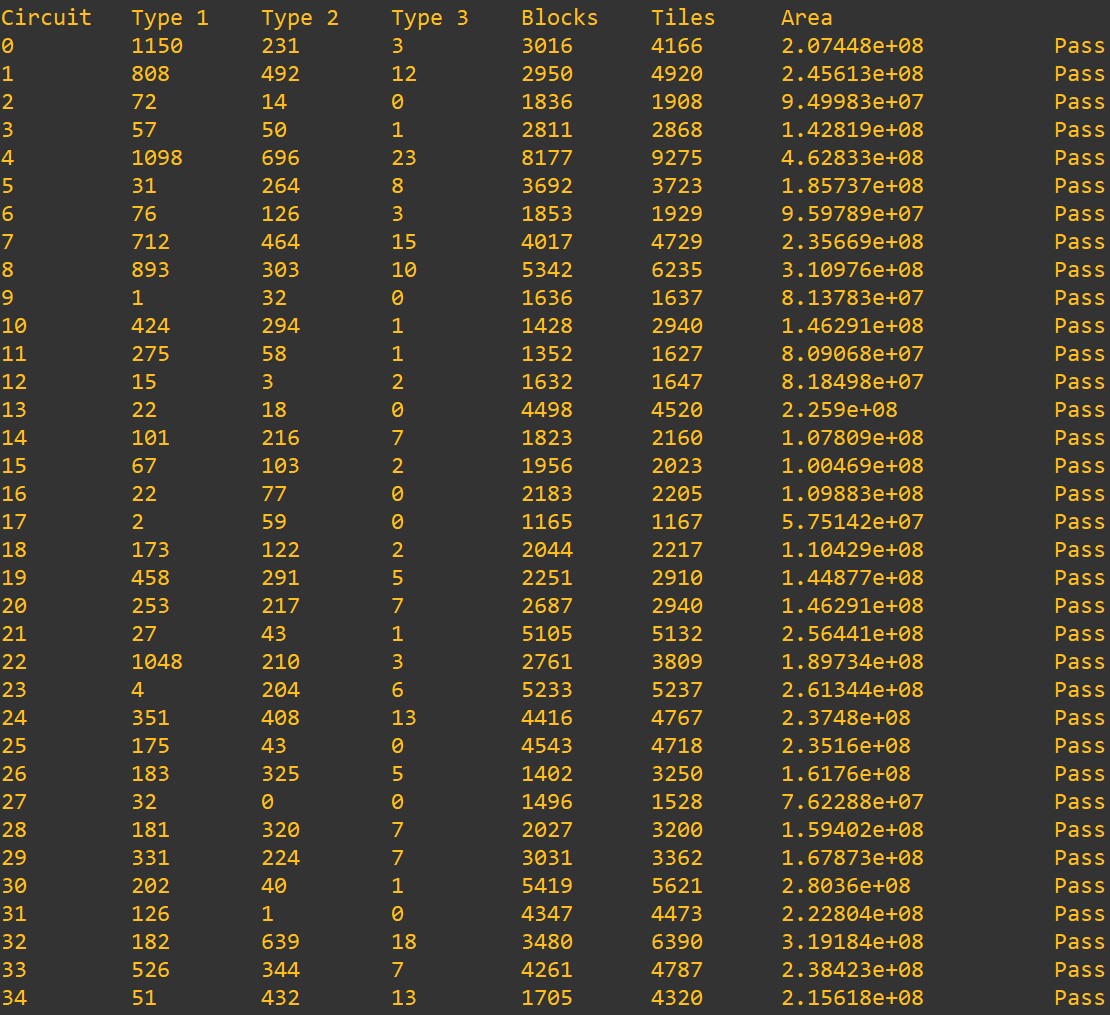 Circuit Type 1 Type 2 Type 3 Blocks Tiles Area
0 1150 231 3 3016 4166 2.07448e+08 Pass
1 808 492 12 2950 4920 2.45613e+08 Pass
2 72 14 0 1836 1908 9.49983e+07 Pass
3 57 50 1 2811 2868 1.42819e+08 Pass
4 1098 696 23 8177 9275 4.62833e+08 Pass
5 31 264 8 3692 3723 1.85737e+08 Pass
6 76 126 3 1853 1929 9.59789e+07 Pass
7 712 464 15 4017 4729 2.35669e+08 Pass
8 893 303 10 5342 6235 3.10976e+08 Pass
9 1 32 0 1636 1637 8.13783e+07 Pass
10 424 294 1 1428 2940 1.46291e+08 Pass
11 275 58 1 1352 1627 8.09068e+07 Pass
12 15 3 2 1632 1647 8.18498e+07 Pass
13 22 18 0 4498 4520 2.259e+08 Pass
14 101 216 7 1823 2160 1.07809e+08 Pass
15 67 103 2 1956 2023 1.00469e+08 Pass
16 22 77 0 2183 2205 1.09883e+08 Pass
17 2 59 0 1165 1167 5.75142e+07 Pass
18 173 122 2 2044 2217 1.10429e+08 Pass
19 458 291 5 2251 2910 1.44877e+08 Pass
20 253 217 7 2687 2940 1.46291e+08 Pass
21 27 43 1 5105 5132 2.56441e+08 Pass
22 1048 210 3 2761 3809 1.89734e+08 Pass
23 4 204 6 5233 5237 2.61344e+08 Pass
24 351 408 13 4416 4767 2.3748e+08 Pass
25 175 43 0 4543 4718 2.3516e+08 Pass
26 183 325 5 1402 3250 1.6176e+08 Pass
27 32 0 0 1496 1528 7.62288e+07 Pass
28 181 320 7 2027 3200 1.59402e+08 Pass
29 331 224 7 3031 3362 1.67873e+08 Pass
30 202 40 1 5419 5621 2.8036e+08 Pass
31 126 1 0 4347 4473 2.22804e+08 Pass
32 182 639 18 3480 6390 3.19184e+08 Pass
33 526 344 7 4261 4787 2.38423e+08 Pass
34 51 432 13 1705 4320 2.15618e+08 Pass